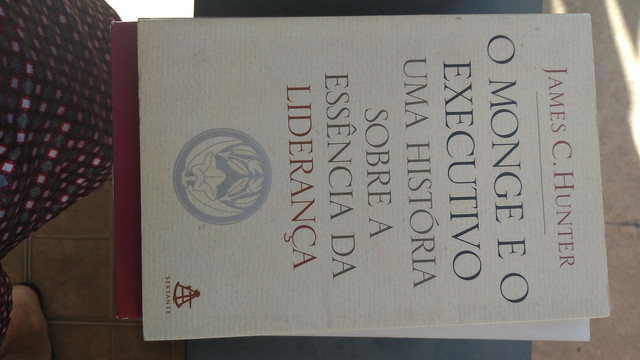 JAMES C. HUNTER
O MONGE E O
EXECUTIVO
UMA HISTÓRIA
SOBRE A
ESSÊNCIA DA
LIDERANÇA
SEXTANTE